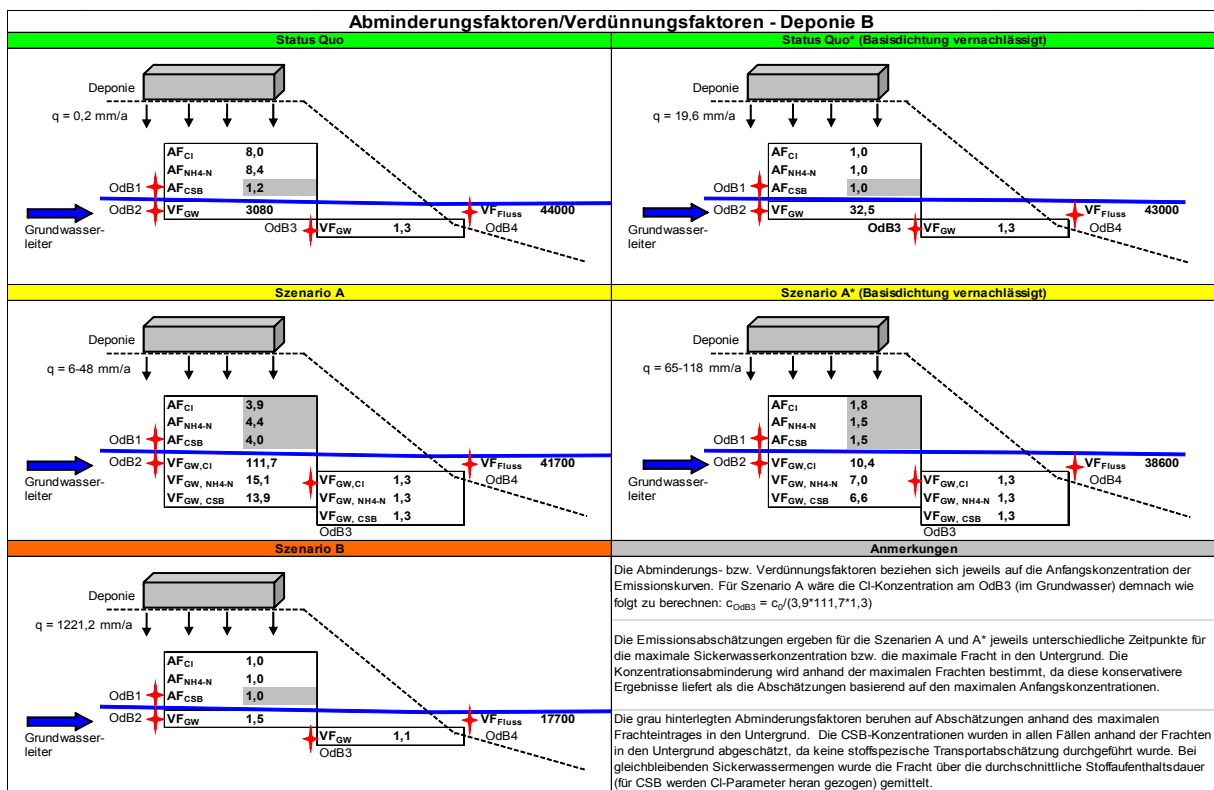 Abminderungsfaktoren/Verdünnungsfaktoren - Deponie B
Status Quo
Deponie
q = 0,2 mm/a
AFCl 8,0
AFNH4-N 8,4
OdB1 AFCSB 1,2
OdB2 VFGW 3080
VFFluss 44000
Grundwasser-
leiter
OdB3 VFGW 1,3
OdB4
Status Quo* (Basisdichtung vernachlässigt)
Deponie
q = 19,6 mm/a
AFCl 1,0
AFNH4-N 1,0
OdB1 AFCSB 1,0
OdB2 VFGW 32,5
VFFluss 43000
Grundwasser-
leiter
OdB3 VFGW 1,3
OdB4
Szenario A
Deponie
q = 6-48 mm/a
AFCl 3,9
AFNH4-N 4,4
OdB1 AFCSB 4,0
OdB2 VFGW,Cl 111,7
VFFluss 41700
Grundwasser-
leiter
VFGW, NH4-N 15,1
VFGW, CSB 13,9
VFGW,Cl 1,3
OdB4
VFGW, NH4-N 1,3
VFGW, CSB 1,3
OdB3
Szenario A* (Basisdichtung vernachlässigt)
Deponie
q = 65-118 mm/a
AFCl 1,8
AFNH4-N 1,5
OdB1 AFCSB 1,5
OdB2 VFGW,Cl 10,4
VFFluss 38600
Grundwasser-
leiter
VFGW, NH4-N 7,0
VFGW, CSB 6,6
VFGW,Cl 1,3
OdB4
VFGW, NH4-N 1,3
VFGW, CSB 1,3
OdB3
Szenario B
Deponie
q = 1221,2 mm/a
AFCl 1,0
AFNH4-N 1,0
OdB1 AFCSB 1,0
OdB2 VFGW 1,5
VFFluss 17700
Grundwasser-
leiter
VFGW 1,1
OdB4
OdB3
Anmerkungen
Die Abminderungs- bzw. Verdünnungsfaktoren beziehen sich jeweils auf die Anfangskonzentration der
Emissionskurven. Für Szenario A wäre die Cl-Konzentration am OdB3 (im Grundwasser) demnach wie
folgt zu berechnen: cOdB3 = c0/(3,9*111,7*1,3)
Die Emissionsabschätzungen ergeben für die Szenarien A und A* jeweils unterschiedliche Zeitpunkte für
die maximale Sickerwasserkonzentration bzw. die maximale Fracht in den Untergrund. Die
Konzentrationsabminderung wird anhand der maximalen Frachten bestimmt, da diese konservativere
Ergebnisse liefert als die Abschätzungen basierend auf den maximalen Anfangskonzentrationen.
Die grau hinterlegten Abminderungsfaktoren beruhen auf Abschätzungen anhand des maximalen
Frachteintrages in den Untergrund. Die CSB-Konzentrationen wurden in allen Fällen anhand der Frachten
in den Untergrund abgeschätzt, da keine stoffspezische Transportabschätzung durchgeführt wurde. Bei
gleichbleibenden Sickerwassermengen wurde die Fracht über die durchschnittliche Stoffaufenthaltsdauer
(für CSB werden Cl-Parameter heran gezogen) gemittelt.